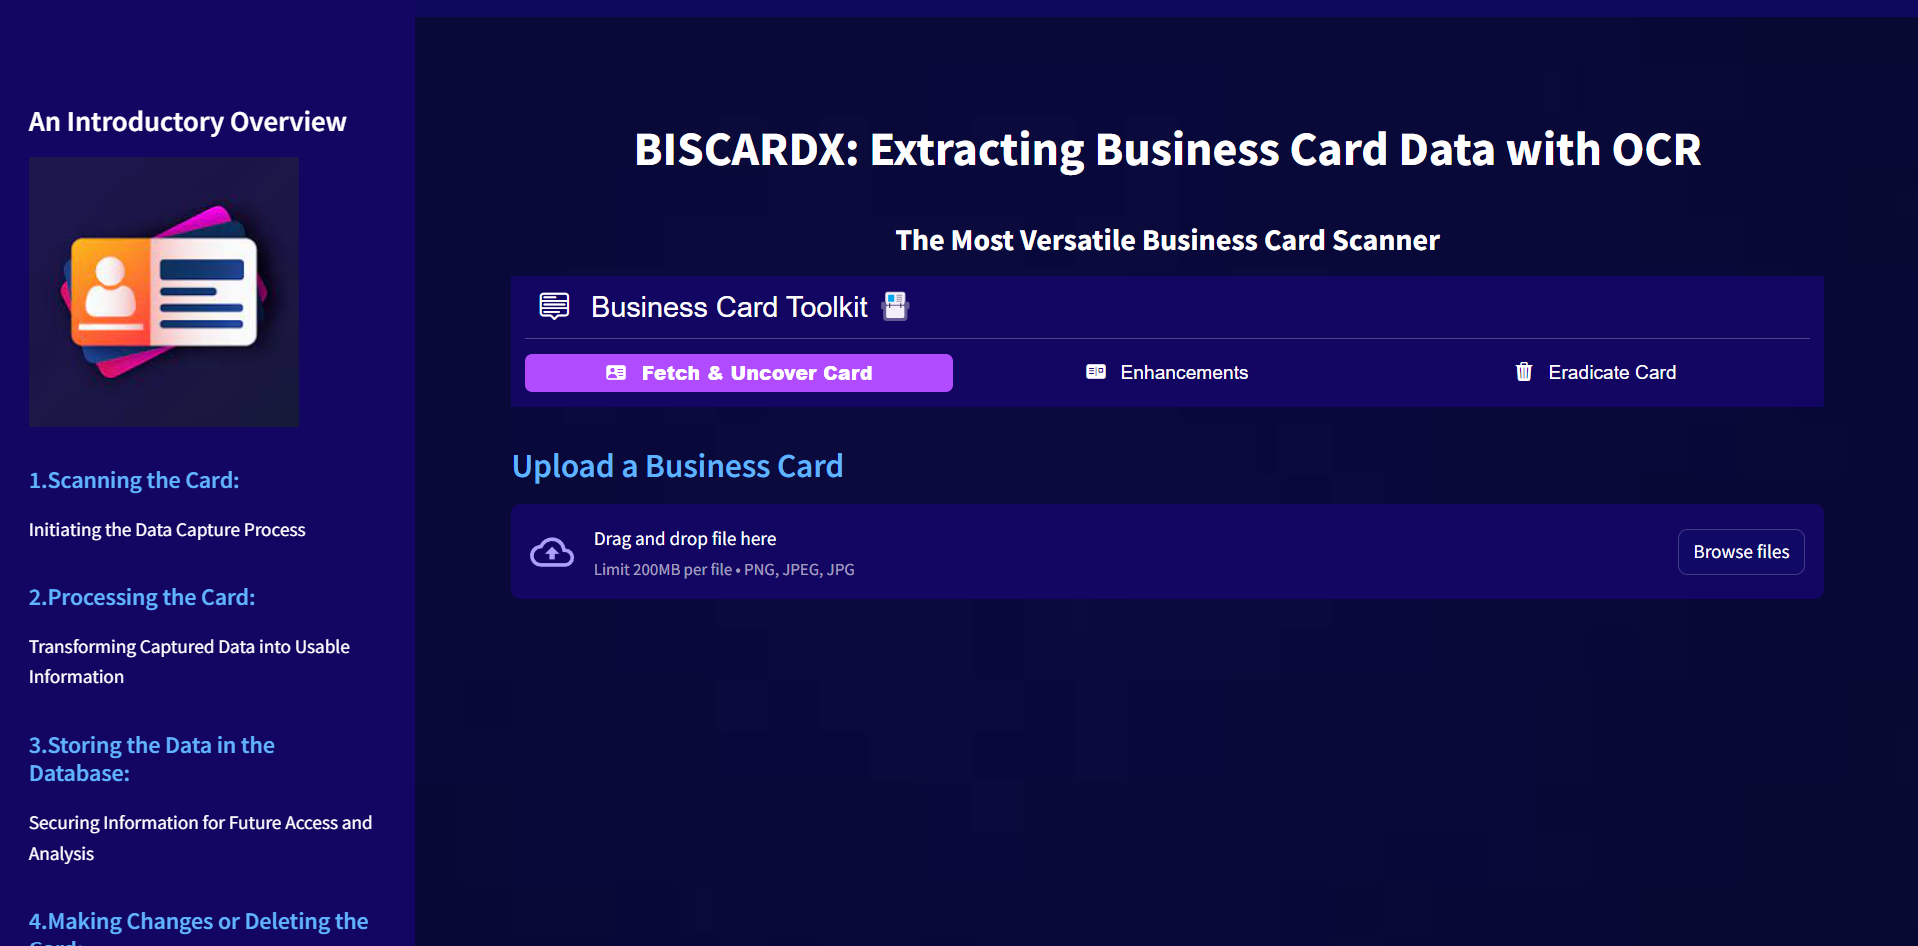 An Introductory Overview
1.Scanning the Card:
Initiating the Data Capture Process
2.Processing the Card:
Transforming Captured Data into Usable
Information
3.Storing the Data in the
Database:
Securing Information for Future Access and
Analysis
4.Making Changes or Deleting the
BISCARDX: Extracting Business Card Data with OCR
The Most Versatile Business Card Scanner
Business Card Toolkit
Fetch & Uncover Card
Enhancements
Eradicate Card
Upload a Business Card
Drag and drop file here
Limit 200MB per file • PNG, JPEG, JPG
Browse files